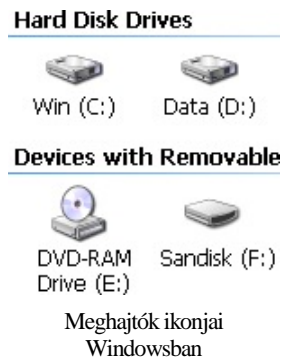 Hard Disk Drives
Win (C:) Data (D:)
Devices with Removable
DVD-RAM Sandisk (F:)
Drive (E:)
Meghajtók ikonjai
Windowsban